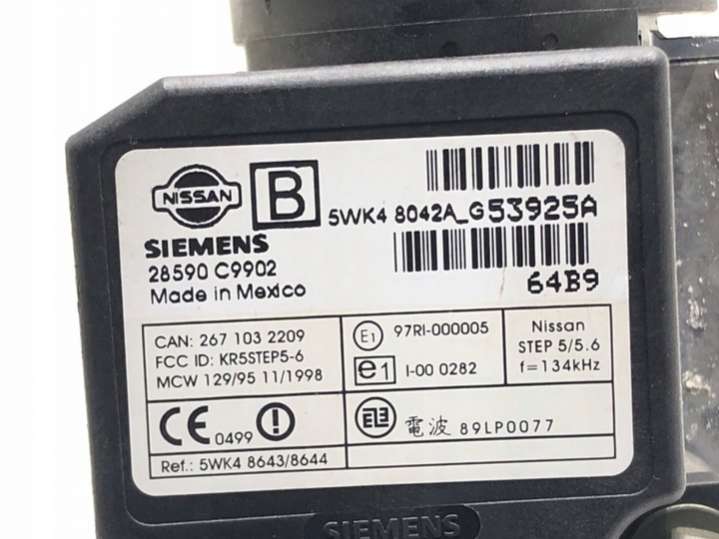 NISSAN
B
5WK4 8042A_G53925A
SIEMENS
28590 C9902
64B9
Made in Mexico
CAN: 267 103 2209
FCC ID: KR5STEP5-6
MCW 129/95 11/1998
E1 97RI-000005
e1 I-00 0282
Nissan
STEP 5/5.6
f=134kHz
CE 0499
電波 89LP0077
Ref.: 5WK4 8643/8644
SIEMENS